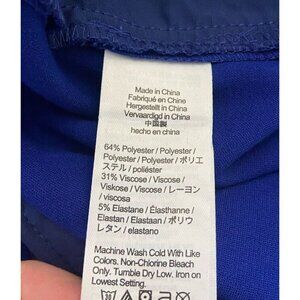 Made in China
Fabriqué en Chine
Hergestellt in China
Vervaardigd in China
中国製
hecho en china
64% Polyester / Polyester /
Polyester / Polyester / ポリエ
ステル / poliéster
31% Viscose / Viscose /
Viskose / Viscose / レーヨン
/ viscosa
5% Elastane / Élasthanne /
Elastan / Elastaan / ポリウ
レタン / elastano
Machine Wash Cold With Like
Colors. Non-Chlorine Bleach
Only. Tumble Dry Low. Iron on
Lowest Setting.